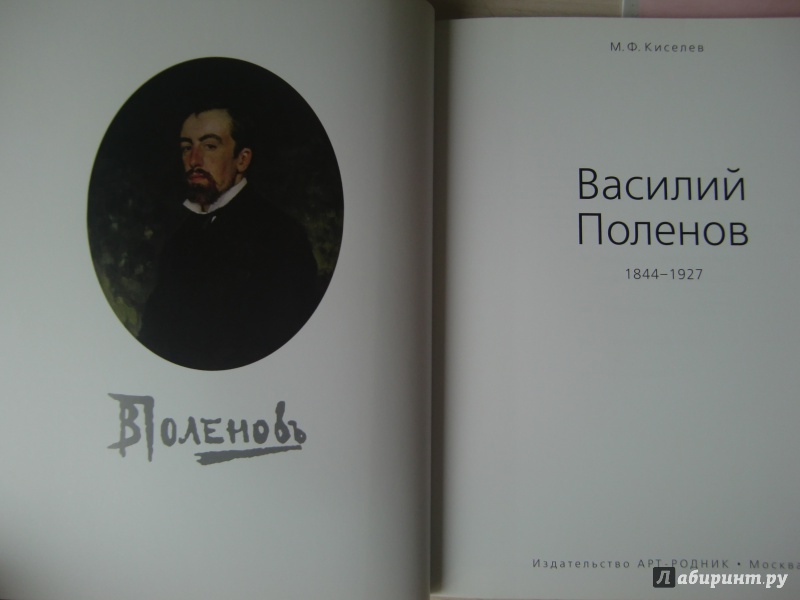 ВПоленовъ
М.Ф. Киселев
Василий
Поленов
1844–1927
Издательство АРТ-РОДНИК • Москва
Лабиринт.ру